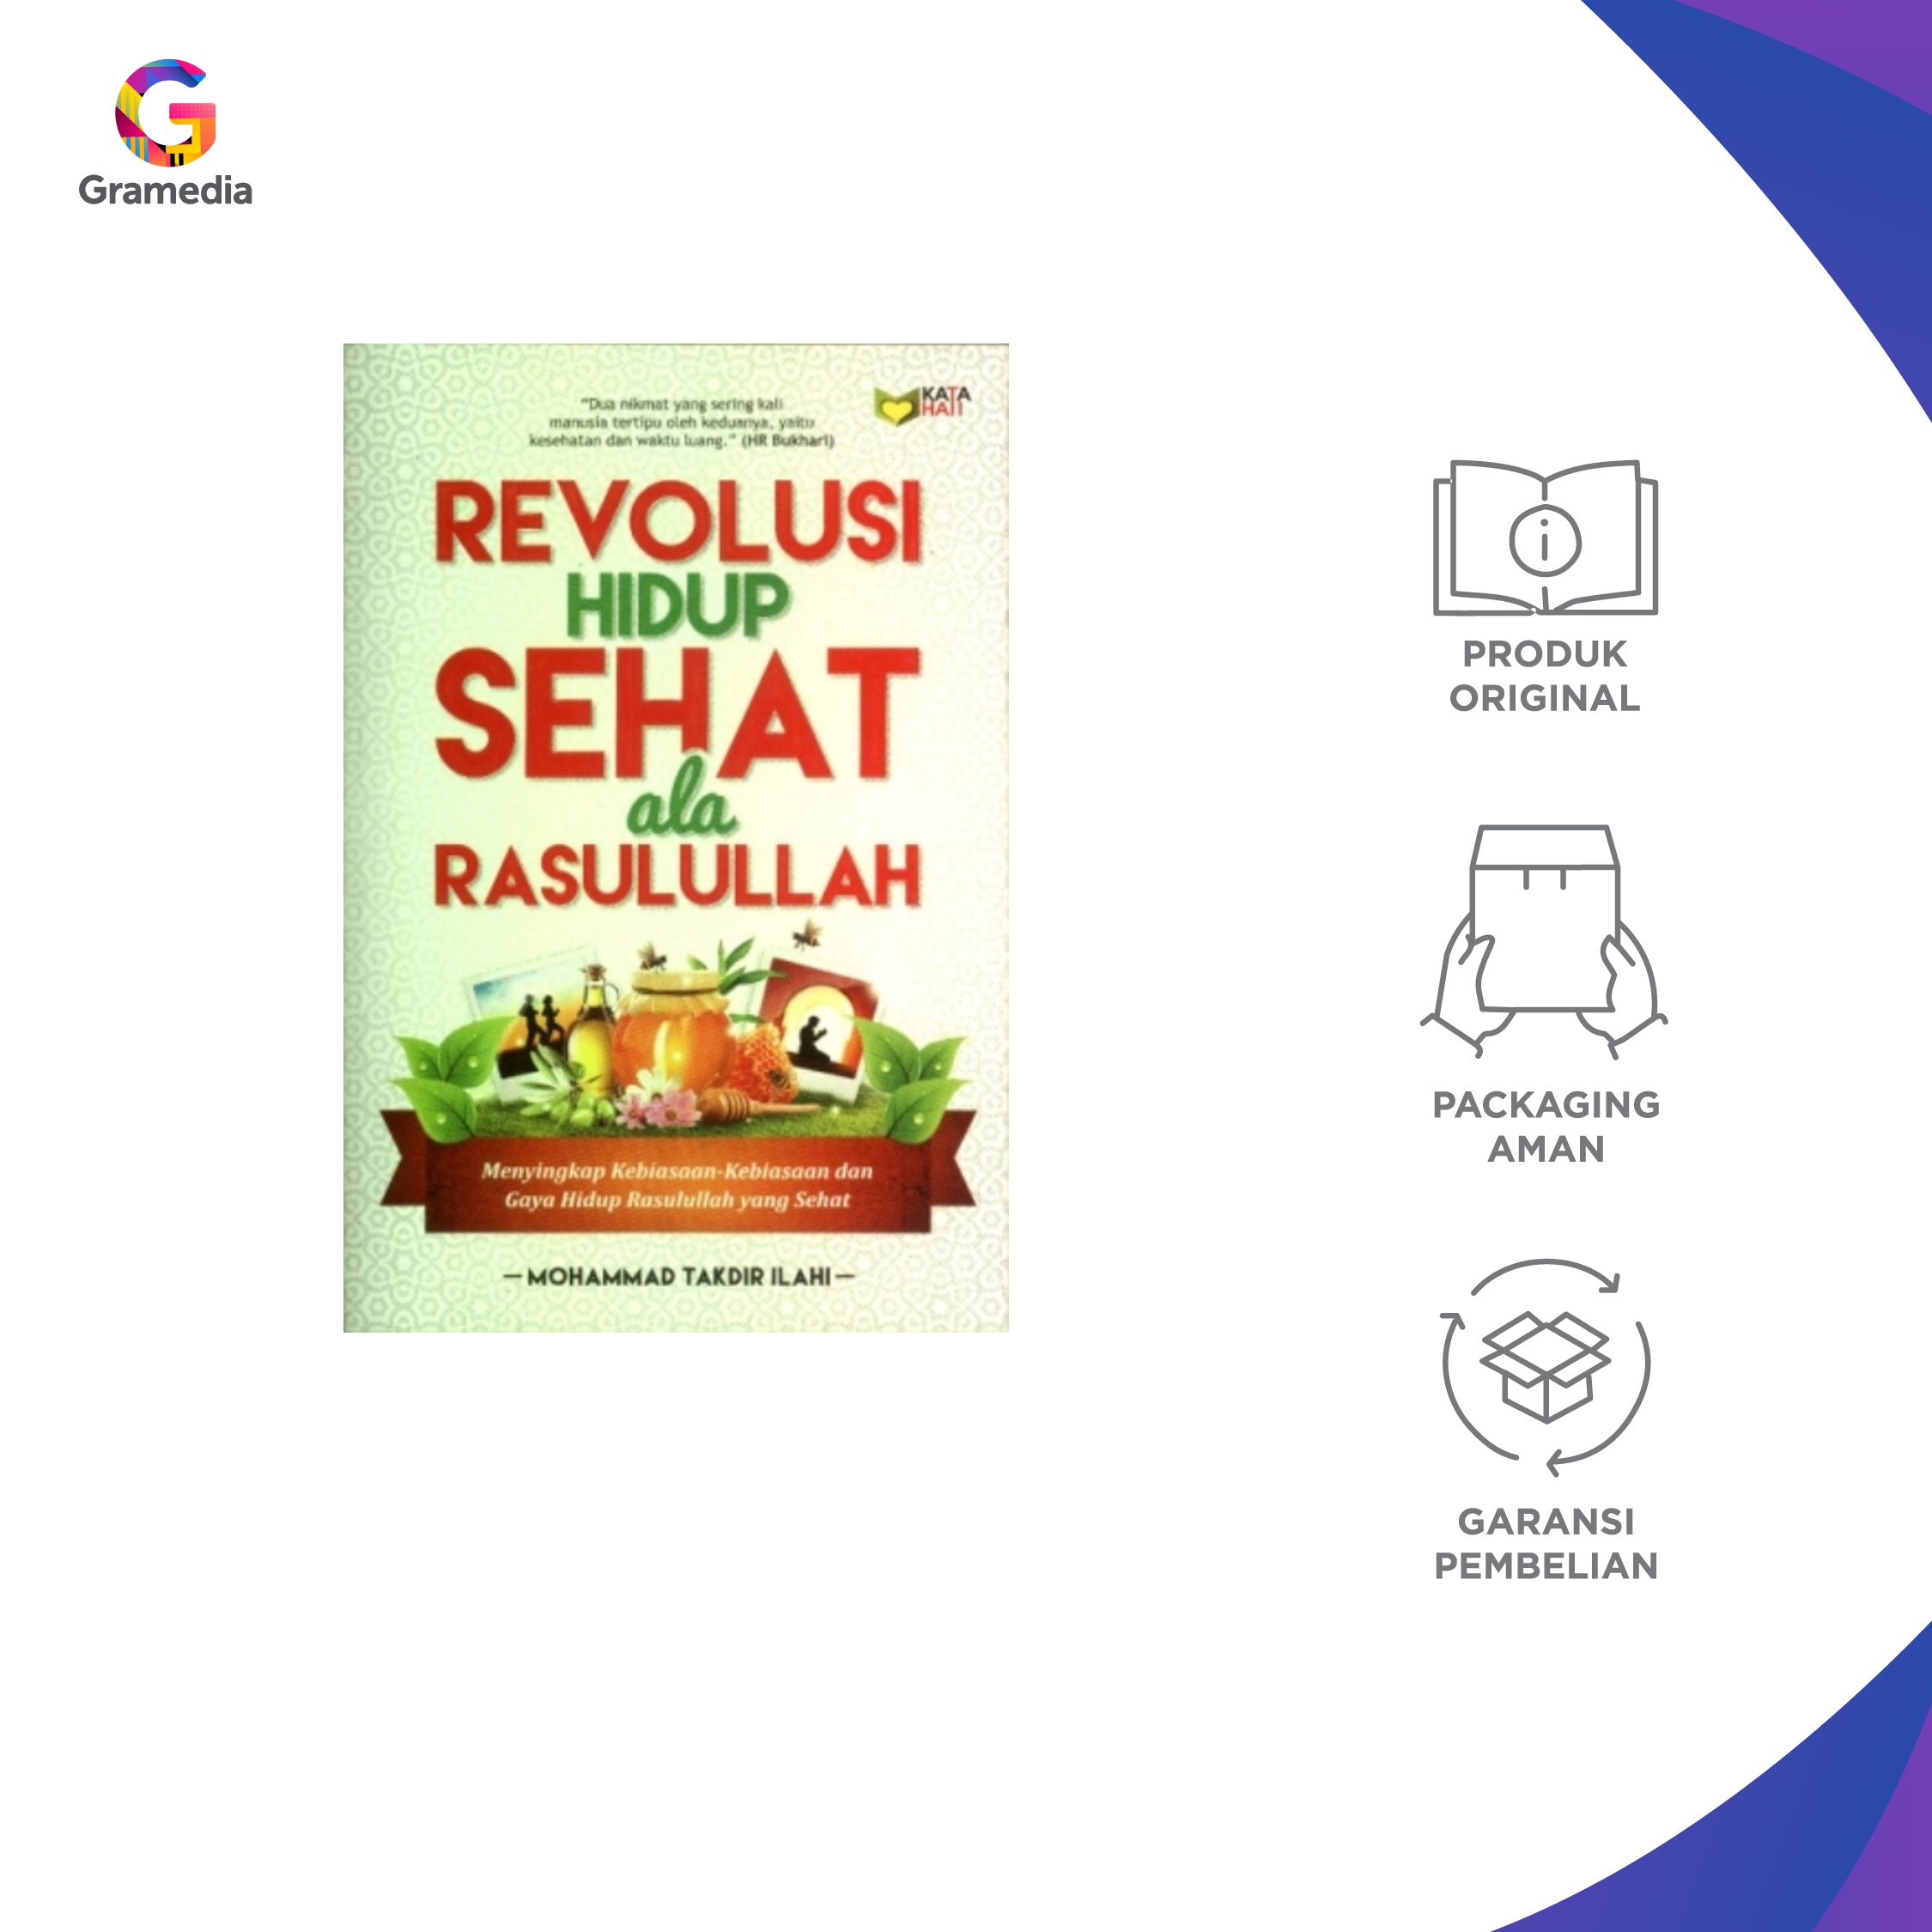 Gramedia
"Dua nikmat yang sering kali
manusia tertipu oleh keduanya, yaitu
kesehatan dan waktu luang." (HR Bukhari)
KATA
HATI
REVOLUSI
HIDUP
SEHAT
ala
RASULULLAH
Menyingkap Kebiasaan-Kebiasaan dan
Gaya Hidup Rasulullah yang Sehat
—MOHAMMAD TAKDIR ILAHI—
PRODUK
ORIGINAL
PACKAGING
AMAN
GARANSI
PEMBELIAN